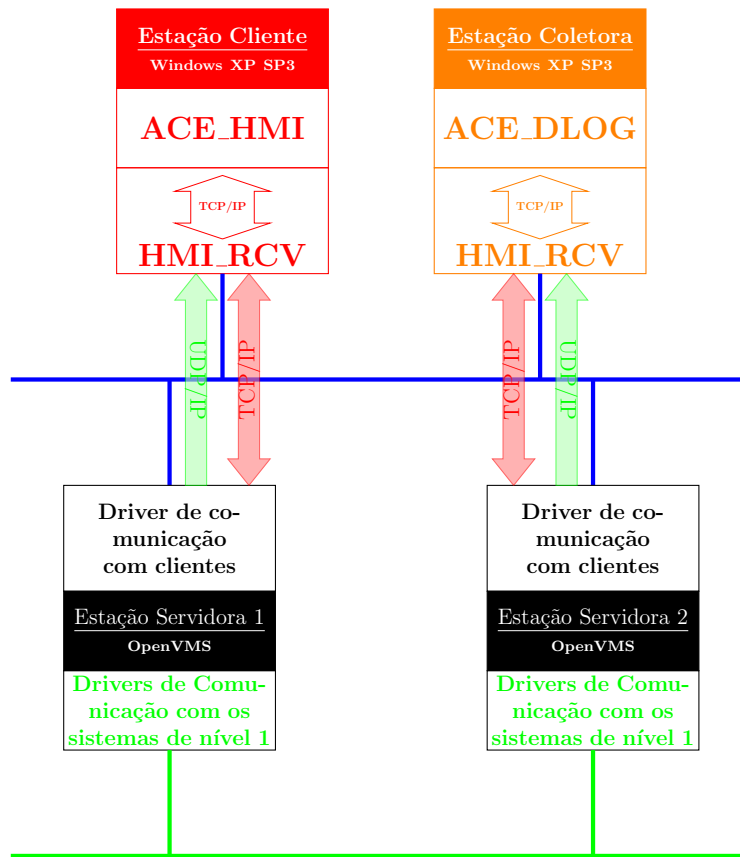 Estação Cliente
Windows XP SP3
ACE_HMI
TCP/IP
HMI_RCV
Estação Coletora
Windows XP SP3
ACE_DLOG
TCP/IP
HMI_RCV
UDP/IP
TCP/IP
TCP/IP
UDP/IP
Driver de co-
municação
com clientes
Estação Servidora 1
OpenVMS
Drivers de Comu-
nicação com os
sistemas de nível 1
Driver de co-
municação
com clientes
Estação Servidora 2
OpenVMS
Drivers de Comu-
nicação com os
sistemas de nível 1